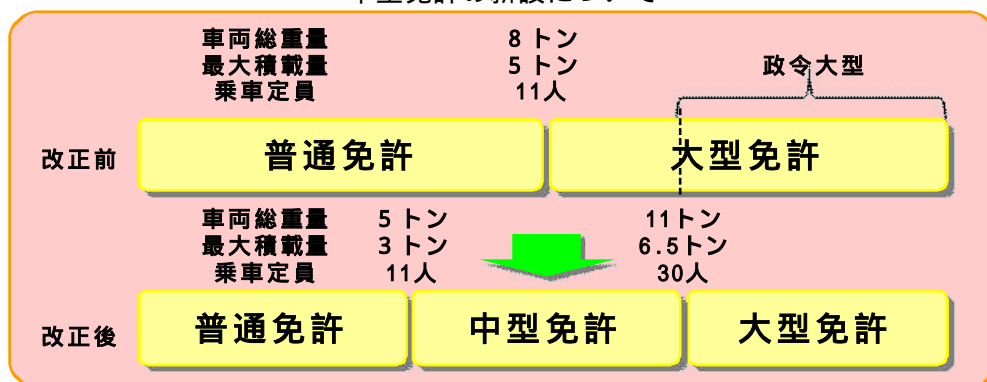 車両総重量 8トン
最大積載量 5トン 政令大型
乗車定員 11人
改正前 普通免許 大型免許
車両総重量 5トン 11トン
最大積載量 3トン 6.5トン
乗車定員 11人 30人
改正後 普通免許 中型免許 大型免許